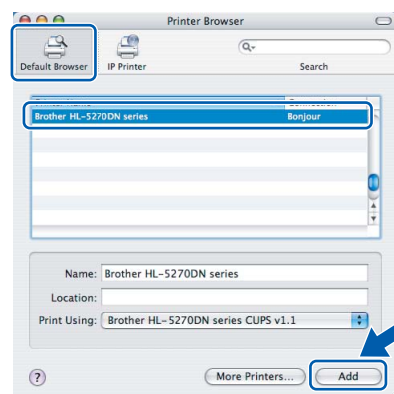 Printer Browser
Default Browser
IP Printer
Search
Brother HL-5270DN series Bonjour
Name: Brother HL-5270DN series
Location:
Print Using: Brother HL-5270DN series CUPS v1.1
? More Printers... Add